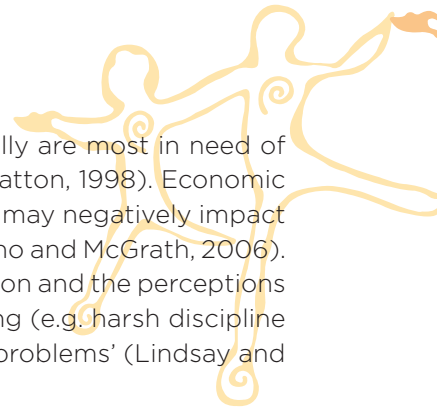 lly are most in need of
atton, 1998). Economic
may negatively impact
no and McGrath, 2006).
on and the perceptions
ng (e.g. harsh discipline
problems' (Lindsay and